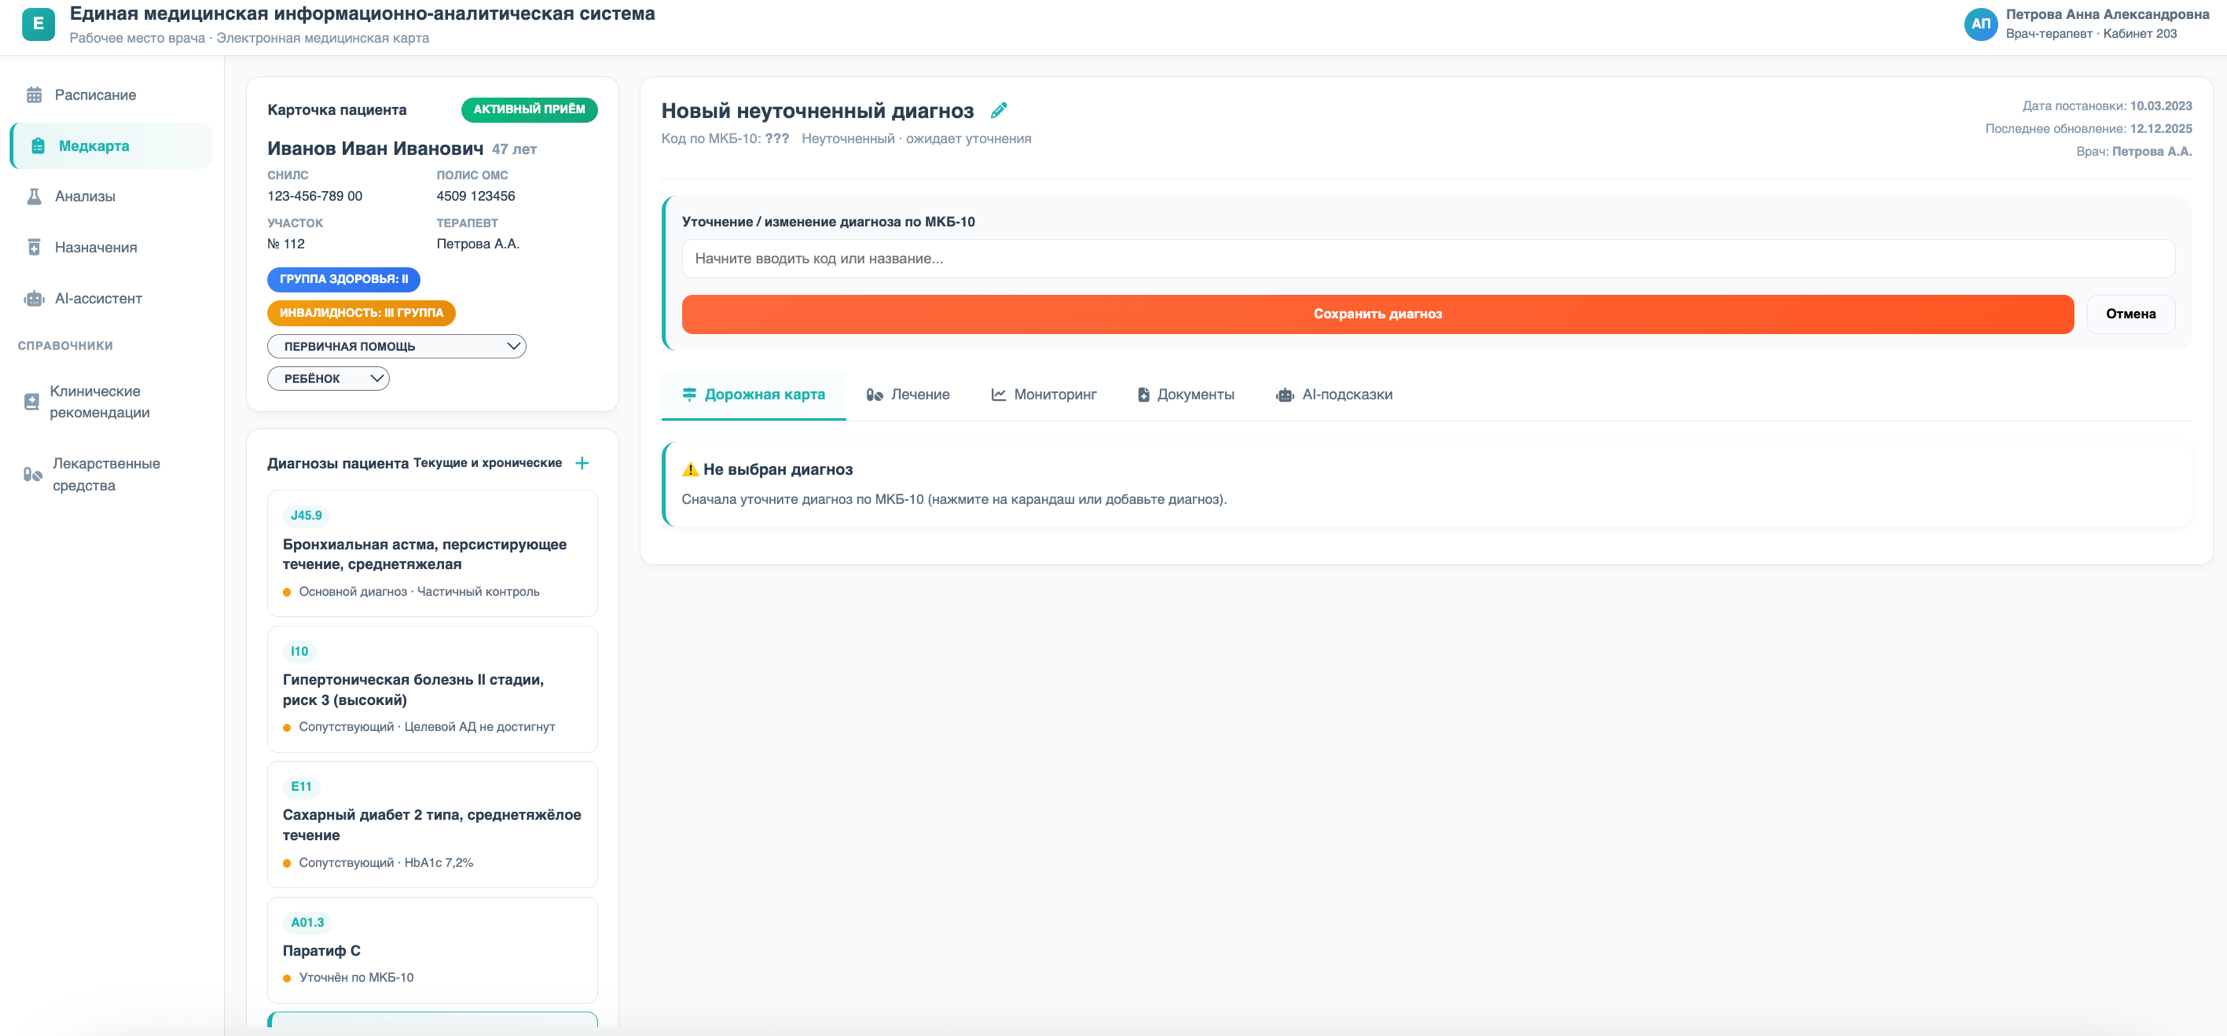 E
Единая медицинская информационно-аналитическая система
Рабочее место врача · Электронная медицинская карта
АП
Петрова Анна Александровна
Врач-терапевт · Кабинет 203
Расписание
Медкарта
Анализы
Назначения
AI-ассистент
СПРАВОЧНИКИ
Клинические
рекомендации
Лекарственные
средства
Карточка пациента
АКТИВНЫЙ ПРИЁМ
Иванов Иван Иванович 47 лет
СНИЛС
ПОЛИС ОМС
123-456-789 00
4509 123456
УЧАСТОК
ТЕРАПЕВТ
№ 112
Петрова А.А.
ГРУППА ЗДОРОВЬЯ: II
ИНВАЛИДНОСТЬ: III ГРУППА
ПЕРВИЧНАЯ ПОМОЩЬ
РЕБЁНОК
Диагнозы пациента Текущие и хронические
J45.9
Бронхиальная астма, персистирующее
течение, среднетяжелая
Основной диагноз · Частичный контроль
I10
Гипертоническая болезнь II стадии,
риск 3 (высокий)
Сопутствующий · Целевой АД не достигнут
E11
Сахарный диабет 2 типа, среднетяжёлое
течение
Сопутствующий · HbA1c 7,2%
A01.3
Паратиф C
Уточнён по МКБ-10
Новый неуточненный диагноз
Код по МКБ-10: ??? Неуточненный · ожидает уточнения
Дата постановки: 10.03.2023
Последнее обновление: 12.12.2025
Врач: Петрова А.А.
Уточнение / изменение диагноза по МКБ-10
Начните вводить код или название...
Сохранить диагноз
Отмена
Дорожная карта
Лечение
Мониторинг
Документы
AI-подсказки
Не выбран диагноз
Сначала уточните диагноз по МКБ-10 (нажмите на карандаш или добавьте диагноз).